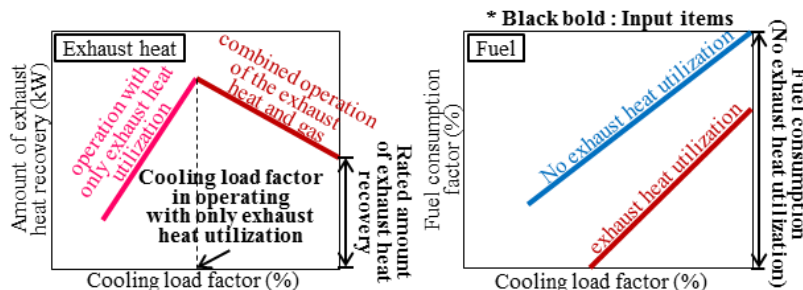 * Black bold : Input items
Exhaust heat
Amount of exhaust
heat recovery (kW)
operation with
only exhaust heat
utilization
combined operation
of the exhaust
heat and gas
Cooling load factor
in operating
with only exhaust
heat utilization
Rated amount
of exhaust heat
recovery
Cooling load factor (%)
Fuel
Fuel consumption
factor (%)
No exhaust heat utilization
exhaust heat utilization
Fuel consumption
(No exhaust heat utilization)
Cooling load factor (%)